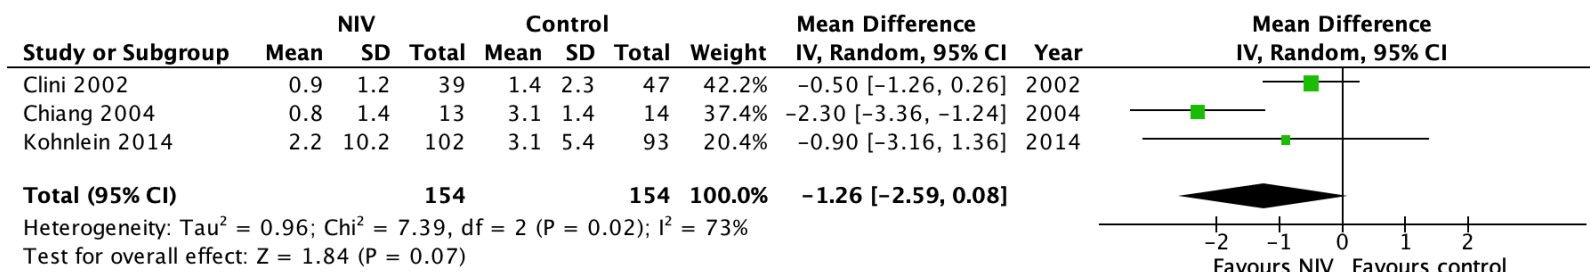 NIV Control Mean Difference Mean Difference
Study or Subgroup Mean SD Total Mean SD Total Weight IV, Random, 95% CI Year IV, Random, 95% CI
Clini 2002 0.9 1.2 39 1.4 2.3 47 42.2% −0.50 [−1.26, 0.26] 2002
Chiang 2004 0.8 1.4 13 3.1 1.4 14 37.4% −2.30 [−3.36, −1.24] 2004
Kohnlein 2014 2.2 10.2 102 3.1 5.4 93 20.4% −0.90 [−3.16, 1.36] 2014
Total (95% CI) 154 154 100.0% −1.26 [−2.59, 0.08]
Heterogeneity: Tau² = 0.96; Chi² = 7.39, df = 2 (P = 0.02); I² = 73%
Test for overall effect: Z = 1.84 (P = 0.07)
−2 −1 0 1 2
Favours NIV Favours control